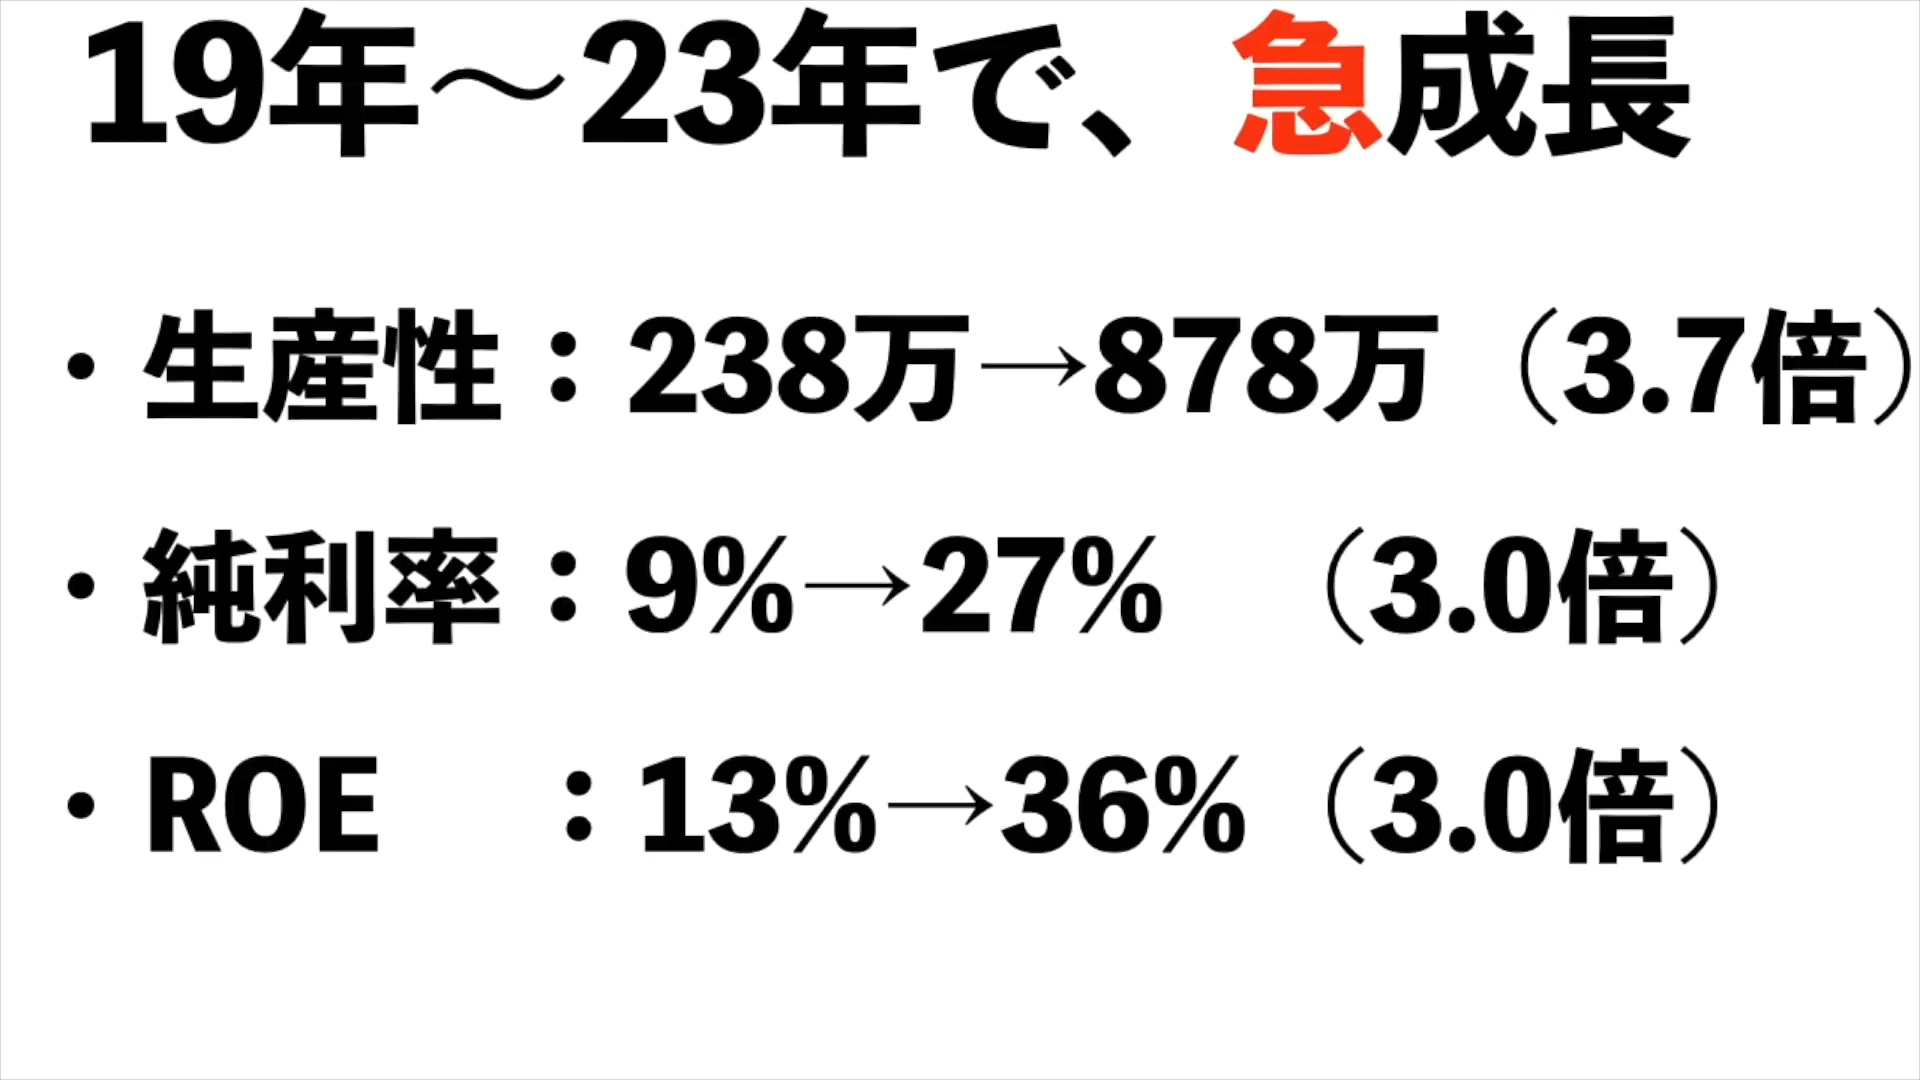 19年～23年で、急成長
・生産性：238万→878万（3.7倍）
・純利率：9%→27%　（3.0倍）
・ROE　：13%→36%（3.0倍）